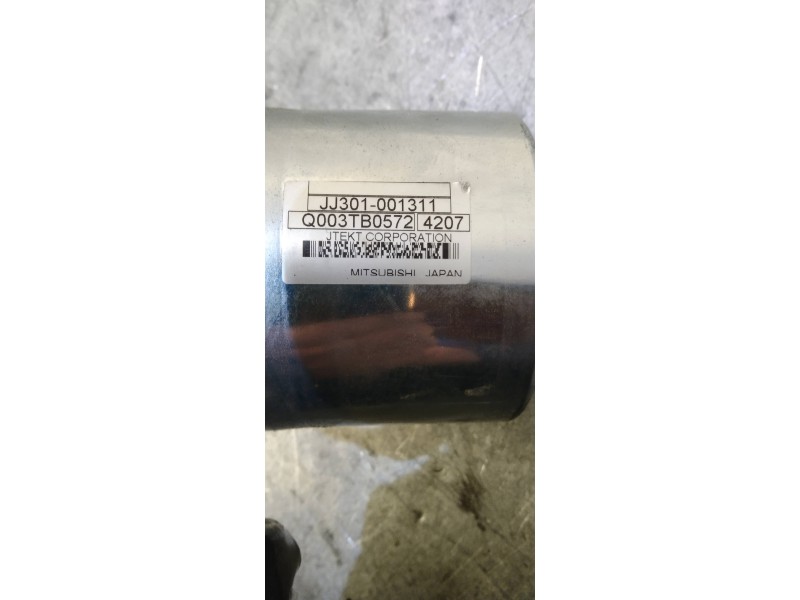 JJ301-001311
Q003TB0572 4207
JTEKT CORPORATION
MITSUBISHI JAPAN